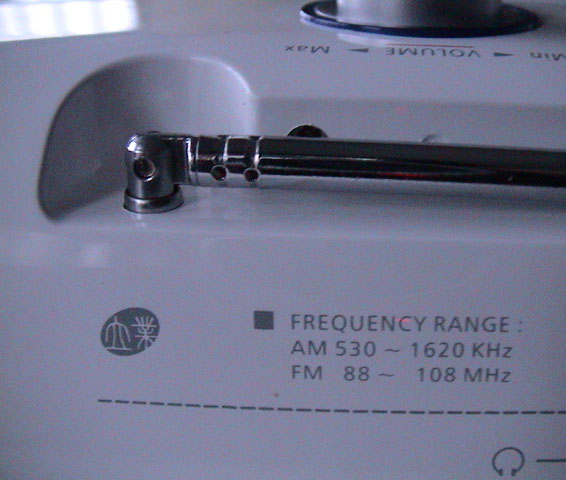 Min ► VOLUME ► Max
■ FREQUENCY RANGE :
AM 530 ~ 1620 KHz
FM 88 ~ 108 MHz